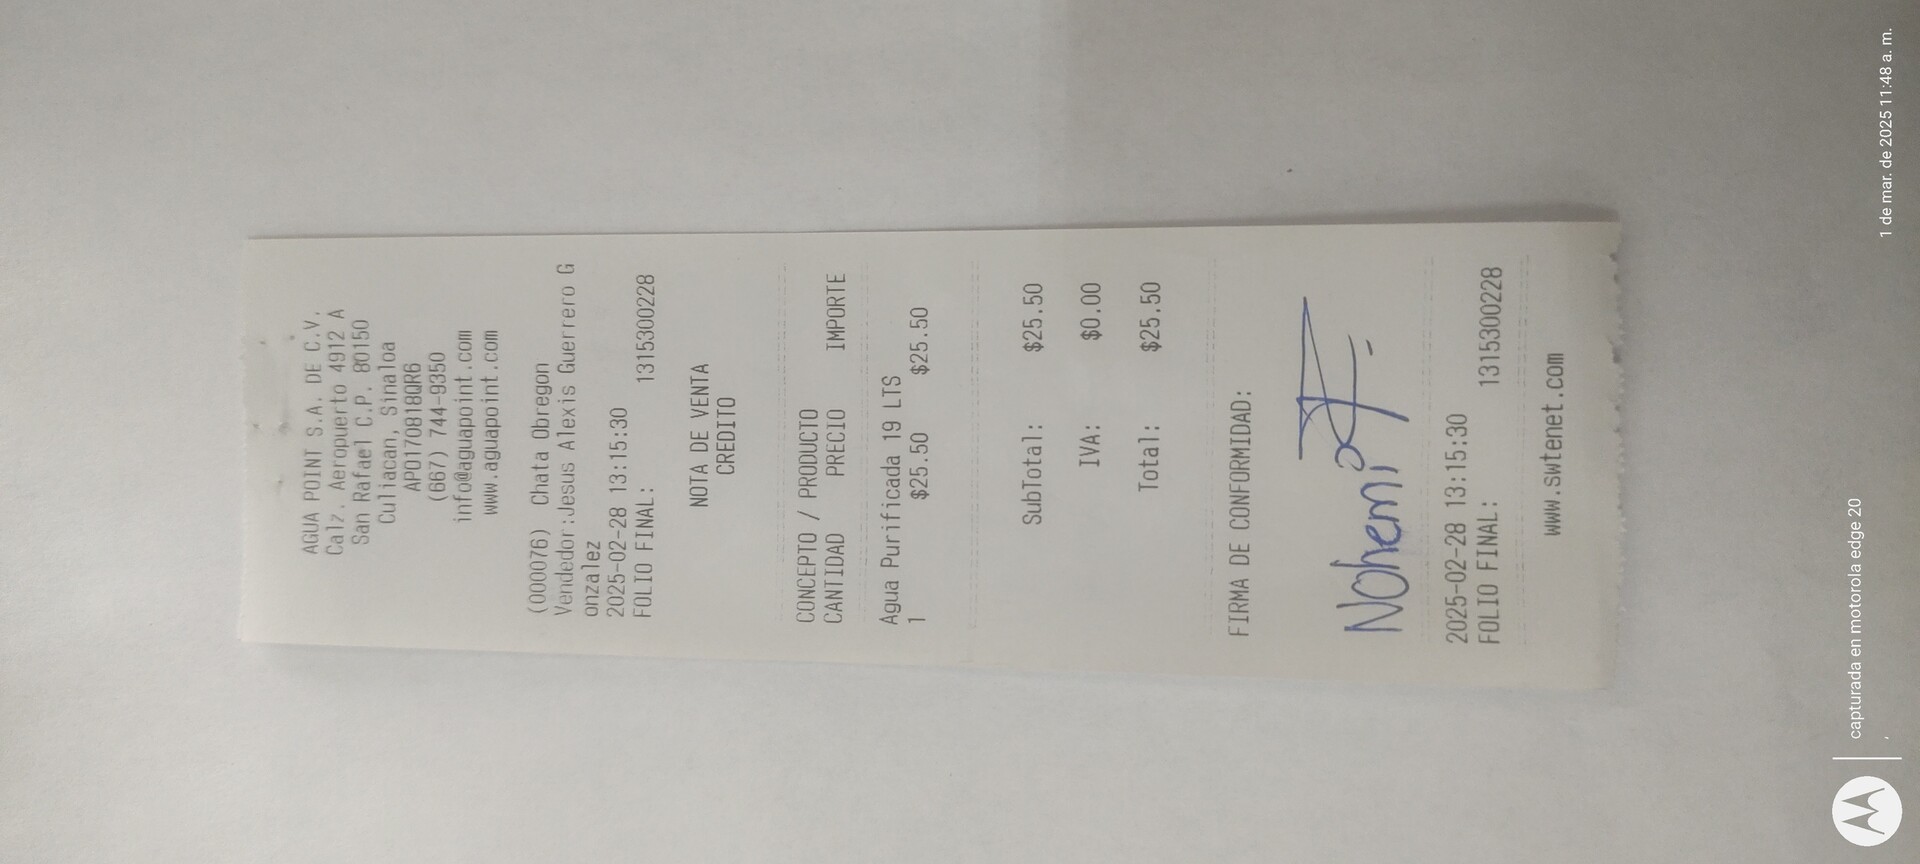 AGUA POINT S.A. DE C.V.
Calz. Aeropuerto 4912 A
San Rafael C.P. 80150
Culiacan, Sinaloa
APO170818QR6
(667) 744-9350
info@aguapoint.com
www.aguapoint.com
(000076) Chata Obregon
Vendedor:Jesus Alexis Guerrero G
onzalez
2025-02-28 13:15:30
FOLIO FINAL: 1315300228
NOTA DE VENTA
CREDITO
CONCEPTO / PRODUCTO
CANTIDAD PRECIO IMPORTE
Agua Purificada 19 LTS
1 $25.50 $25.50
SubTotal: $25.50
IVA: $0.00
Total: $25.50
FIRMA DE CONFORMIDAD:
Nohemi
2025-02-28 13:15:30
FOLIO FINAL: 1315300228
www.swtenet.com
capturada en motorola edge 20
,
1 de mar. de 2025 11:48 a. m.